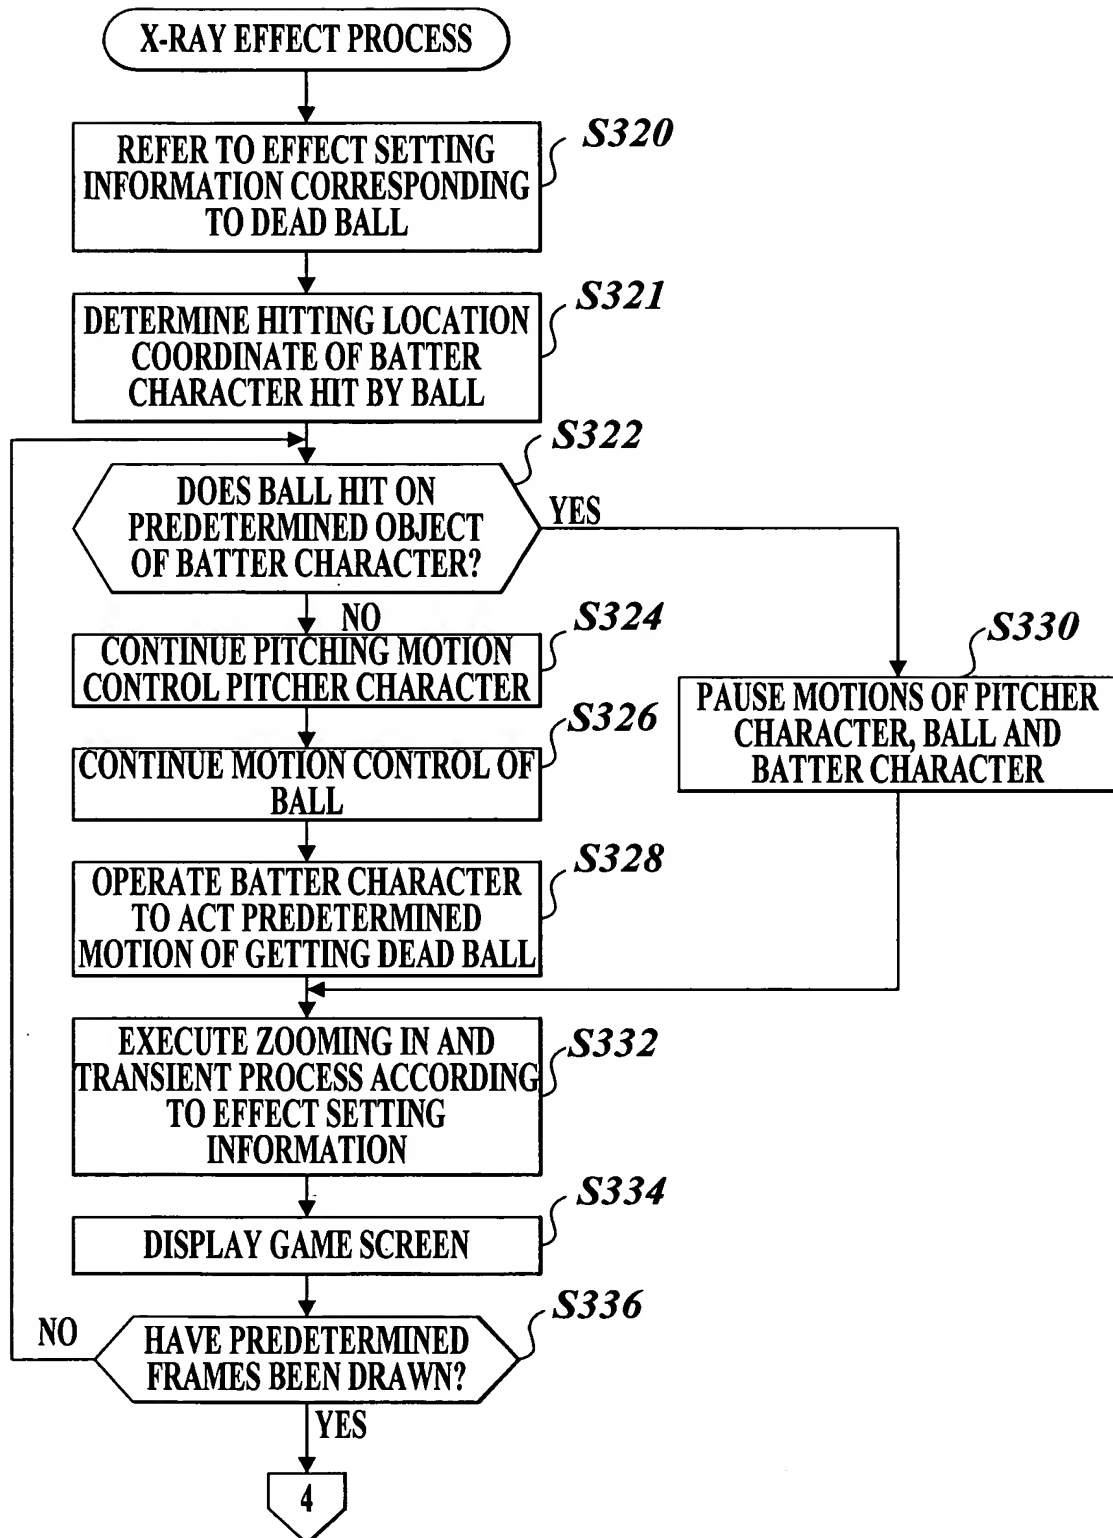 X-RAY EFFECT PROCESS
S320
REFER TO EFFECT SETTING
INFORMATION CORRESPONDING
TO DEAD BALL
S321
DETERMINE HITTING LOCATION
COORDINATE OF BATTER
CHARACTER HIT BY BALL
S322
DOES BALL HIT ON
PREDETERMINED OBJECT
OF BATTER CHARACTER?
YES
NO
S324
CONTINUE PITCHING MOTION
CONTROL PITCHER CHARACTER
S330
PAUSE MOTIONS OF PITCHER
CHARACTER, BALL AND
BATTER CHARACTER
S326
CONTINUE MOTION CONTROL OF
BALL
S328
OPERATE BATTER CHARACTER
TO ACT PREDETERMINED
MOTION OF GETTING DEAD BALL
S332
EXECUTE ZOOMING IN AND
TRANSIENT PROCESS ACCORDING
TO EFFECT SETTING
INFORMATION
S334
DISPLAY GAME SCREEN
S336
NO
HAVE PREDETERMINED
FRAMES BEEN DRAWN?
YES
4